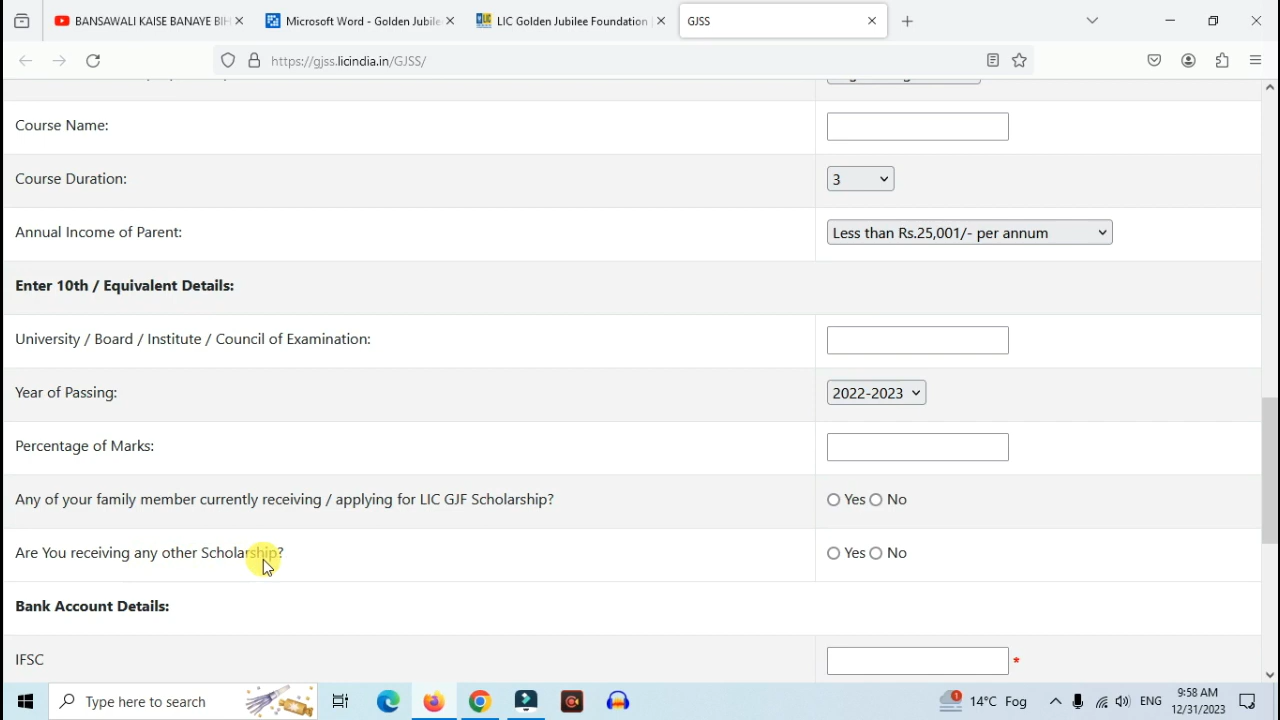 BANSAWALI KAISE BANAYE BIH
Microsoft Word - Golden Jubile
LIC Golden Jubilee Foundation
GJSS
https://gjss.licindia.in/GJSS/
Course Name:
Course Duration: 3
Annual Income of Parent: Less than Rs.25,001/- per annum
Enter 10th / Equivalent Details:
University / Board / Institute / Council of Examination:
Year of Passing: 2022-2023
Percentage of Marks:
Any of your family member currently receiving / applying for LIC GJF Scholarship? Yes No
Are You receiving any other Scholarship? Yes No
Bank Account Details:
IFSC *
Type here to search
1
14°C Fog
ENG
9:58 AM
12/31/2023